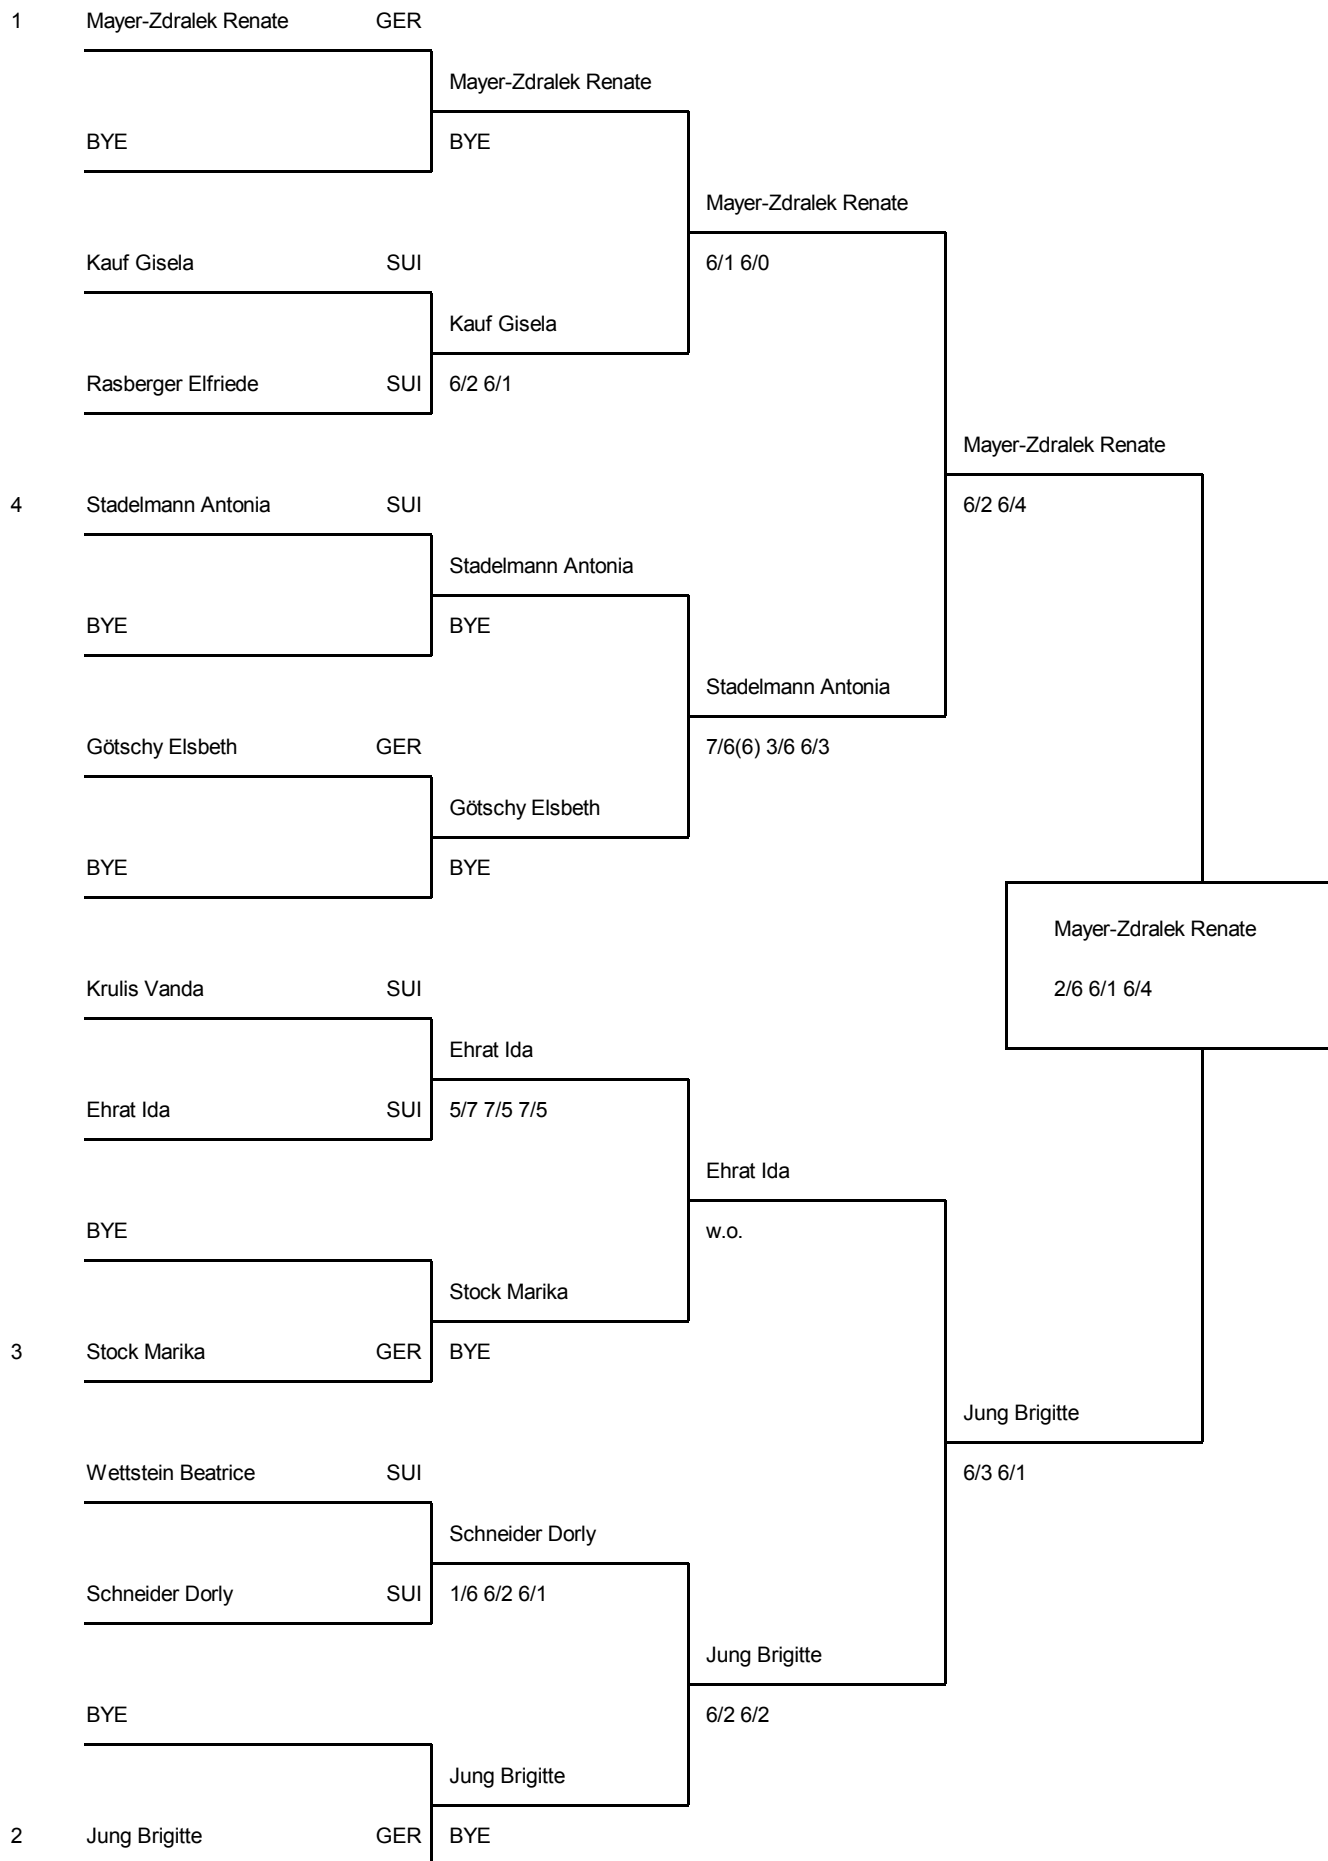 1 Mayer-Zdralek Renate GER
Mayer-Zdralek Renate
BYE BYE
Mayer-Zdralek Renate
Kauf Gisela SUI 6/1 6/0
Kauf Gisela
Rasberger Elfriede SUI 6/2 6/1
Mayer-Zdralek Renate
4 Stadelmann Antonia SUI 6/2 6/4
Stadelmann Antonia
BYE BYE
Stadelmann Antonia
Götschy Elsbeth GER 7/6(6) 3/6 6/3
Götschy Elsbeth
BYE BYE
Mayer-Zdralek Renate
Krulis Vanda SUI 2/6 6/1 6/4
Ehrat Ida
Ehrat Ida SUI 5/7 7/5 7/5
Ehrat Ida
BYE w.o.
Stock Marika
3 Stock Marika GER BYE
Jung Brigitte
Wettstein Beatrice SUI 6/3 6/1
Schneider Dorly
Schneider Dorly SUI 1/6 6/2 6/1
Jung Brigitte
BYE 6/2 6/2
Jung Brigitte
2 Jung Brigitte GER BYE